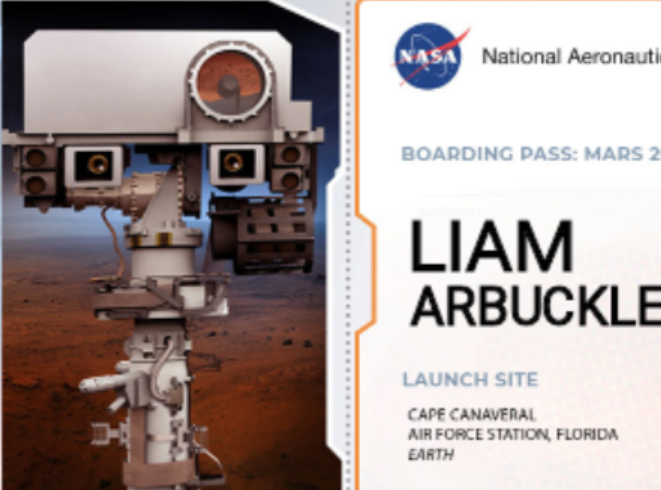 NASA
National Aeronauti
BOARDING PASS: MARS 2
LIAM
ARBUCKLE
LAUNCH SITE
CAPE CANAVERAL
AIR FORCE STATION, FLORIDA
EARTH